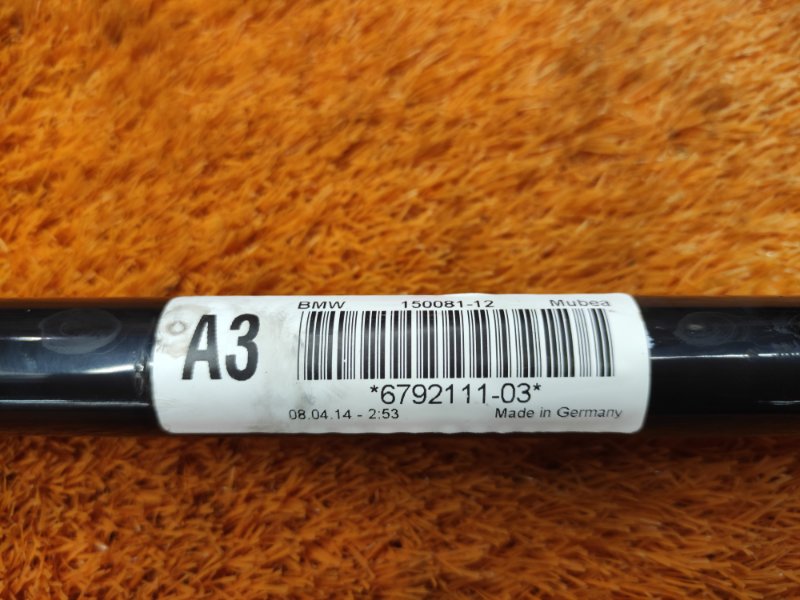 A3
BMW 150081-12 Mubea
*6792111-03*
08.04.14 - 2:53 Made in Germany